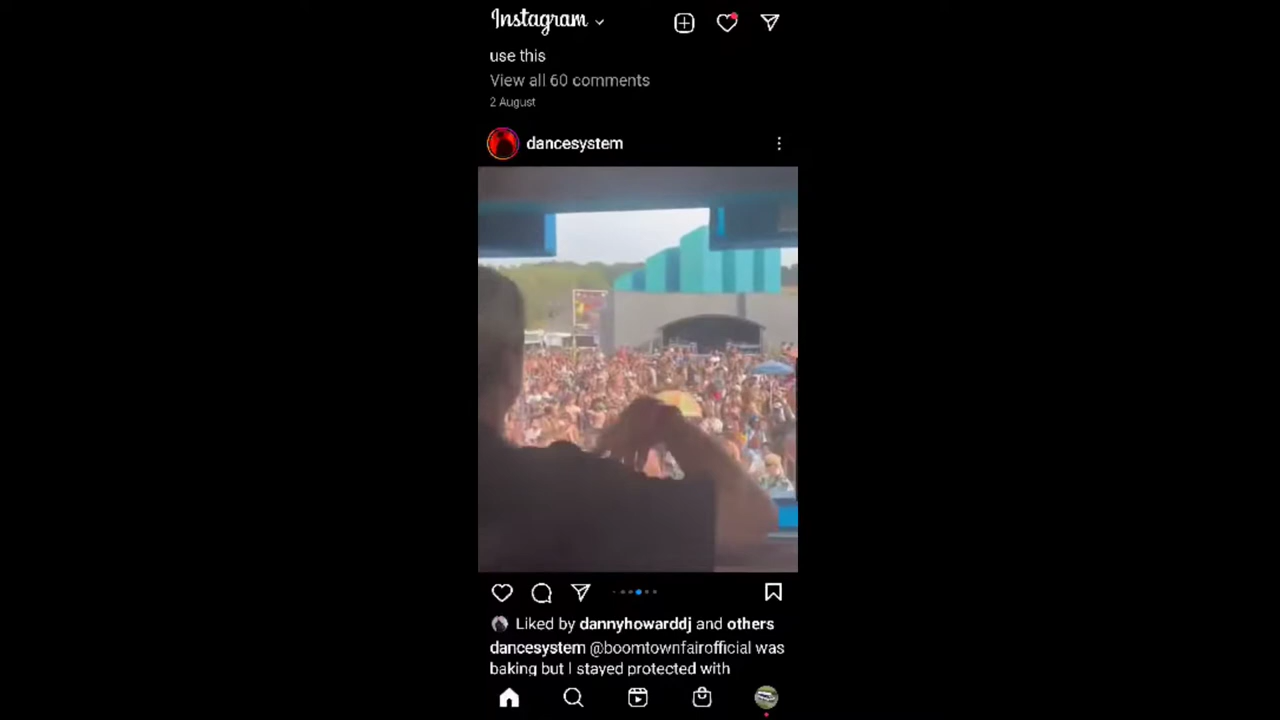 Instagram
use this
View all 60 comments
2 August
dancesystem
Liked by dannyhowarddj and others
dancesystem @boomtownfairofficial was
baking but I stayed protected with